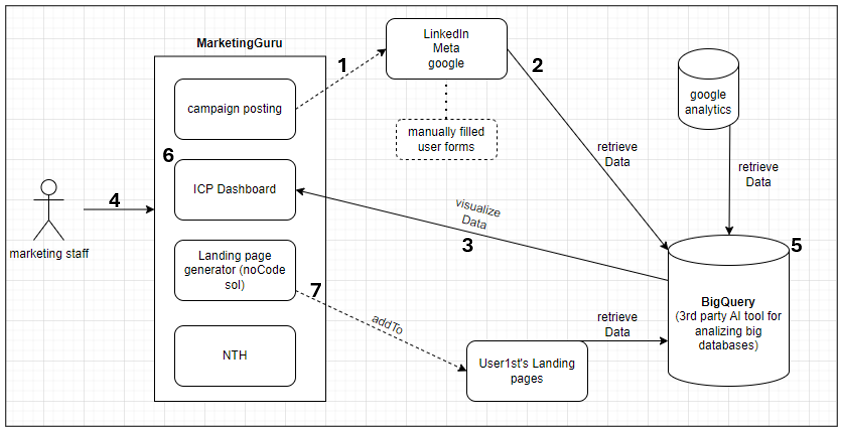 MarketingGuru
LinkedIn
Meta
google
1
2
campaign posting
google
analytics
manually filled
user forms
retrieve
Data
retrieve
Data
6
ICP Dashboard
4
visualize
Data
3
marketing staff
5
Landing page
generator (noCode
sol)
7
addTo
BigQuery
(3rd party AI tool for
analizing big
databases)
retrieve
Data
NTH
User1st's Landing
pages